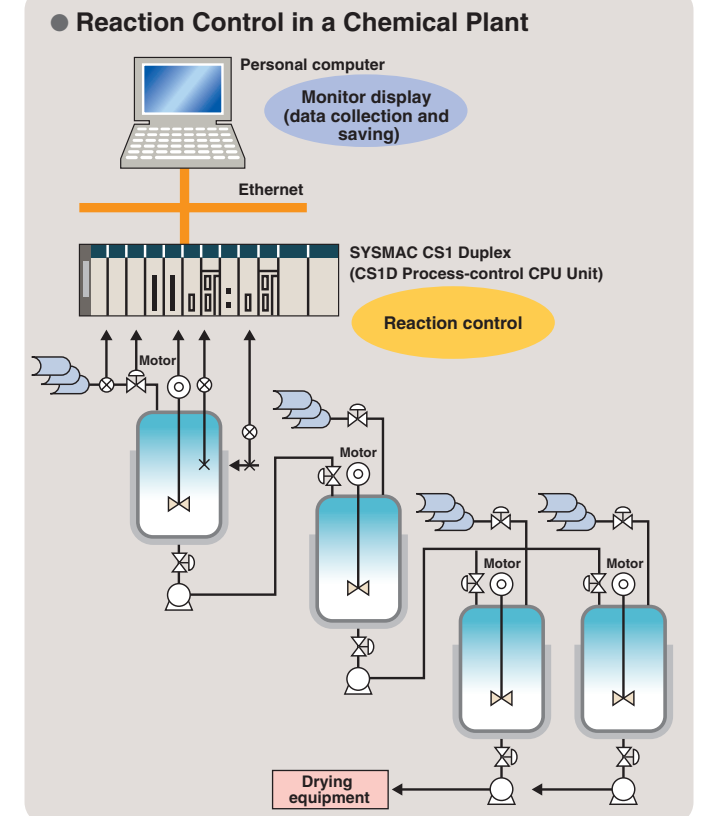 ● Reaction Control in a Chemical Plant
Personal computer
Monitor display
(data collection and
saving)
Ethernet
SYSMAC CS1 Duplex
(CS1D Process-control CPU Unit)
Reaction control
Motor
Motor
Motor
Motor
Drying
equipment